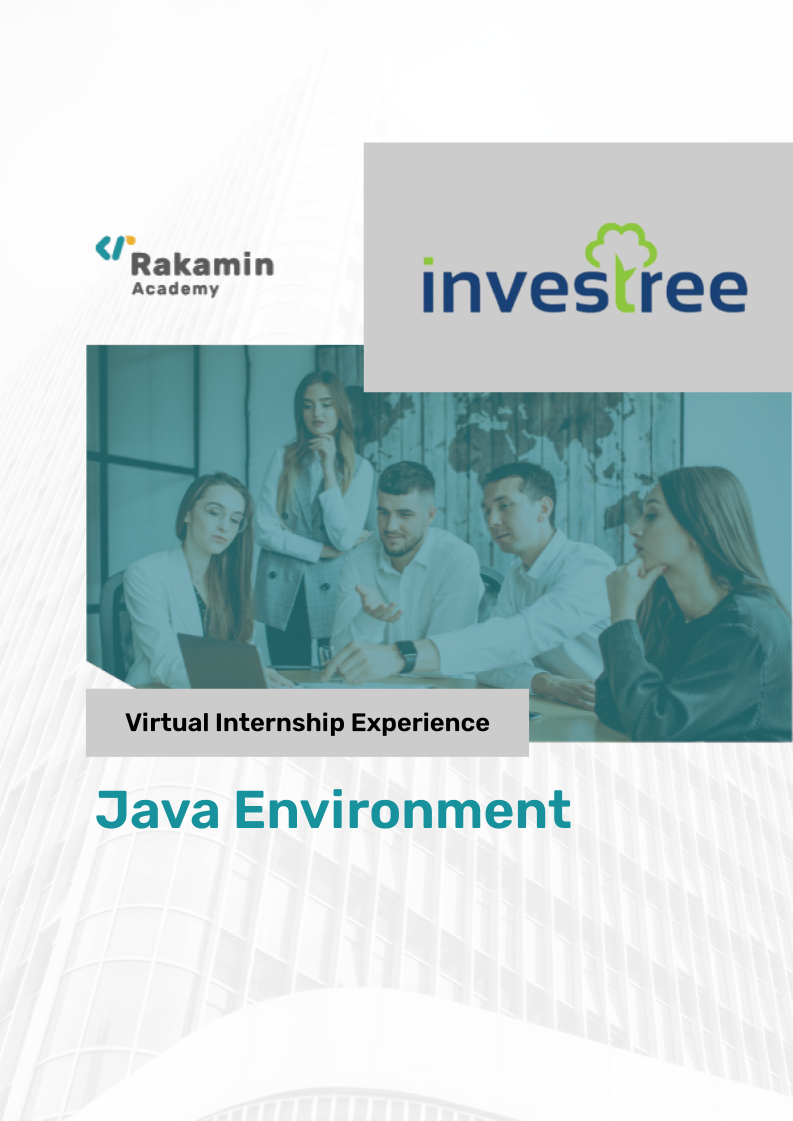 Rakamin
Academy
investree
Virtual Internship Experience
Java Environment